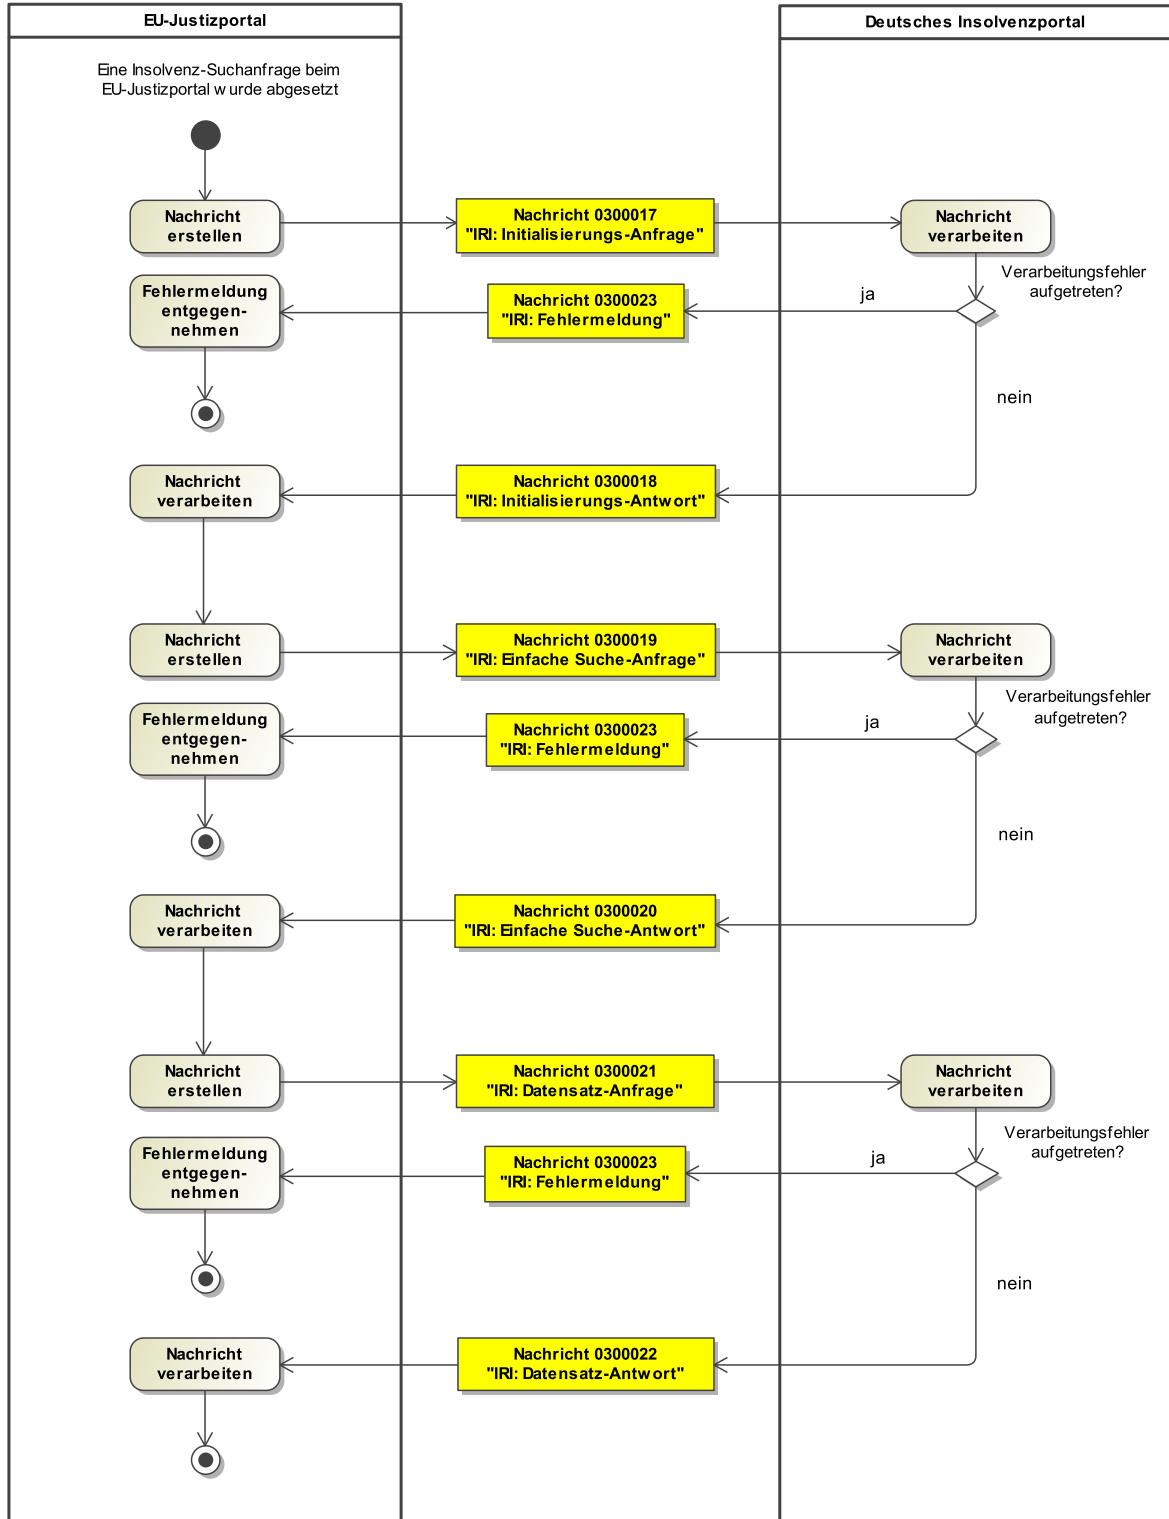 EU-Justizportal
Deutsches Insolvenzportal
Eine Insolvenz-Suchanfrage beim
EU-Justizportal wurde abgesetzt
Nachricht
erstellen
Nachricht 0300017
"IRI: Initialisierungs-Anfrage"
Nachricht
verarbeiten
Verarbeitungsfehler
aufgetreten?
ja
Nachricht 0300023
"IRI: Fehlermeldung"
Fehlermeldung
entgegen-
nehmen
nein
Nachricht 0300018
"IRI: Initialisierungs-Antwort"
Nachricht
verarbeiten
Nachricht
erstellen
Nachricht 0300019
"IRI: Einfache Suche-Anfrage"
Nachricht
verarbeiten
Verarbeitungsfehler
aufgetreten?
ja
Nachricht 0300023
"IRI: Fehlermeldung"
Fehlermeldung
entgegen-
nehmen
nein
Nachricht 0300020
"IRI: Einfache Suche-Antwort"
Nachricht
verarbeiten
Nachricht
erstellen
Nachricht 0300021
"IRI: Datensatz-Anfrage"
Nachricht
verarbeiten
Verarbeitungsfehler
aufgetreten?
ja
Nachricht 0300023
"IRI: Fehlermeldung"
Fehlermeldung
entgegen-
nehmen
nein
Nachricht 0300022
"IRI: Datensatz-Antwort"
Nachricht
verarbeiten